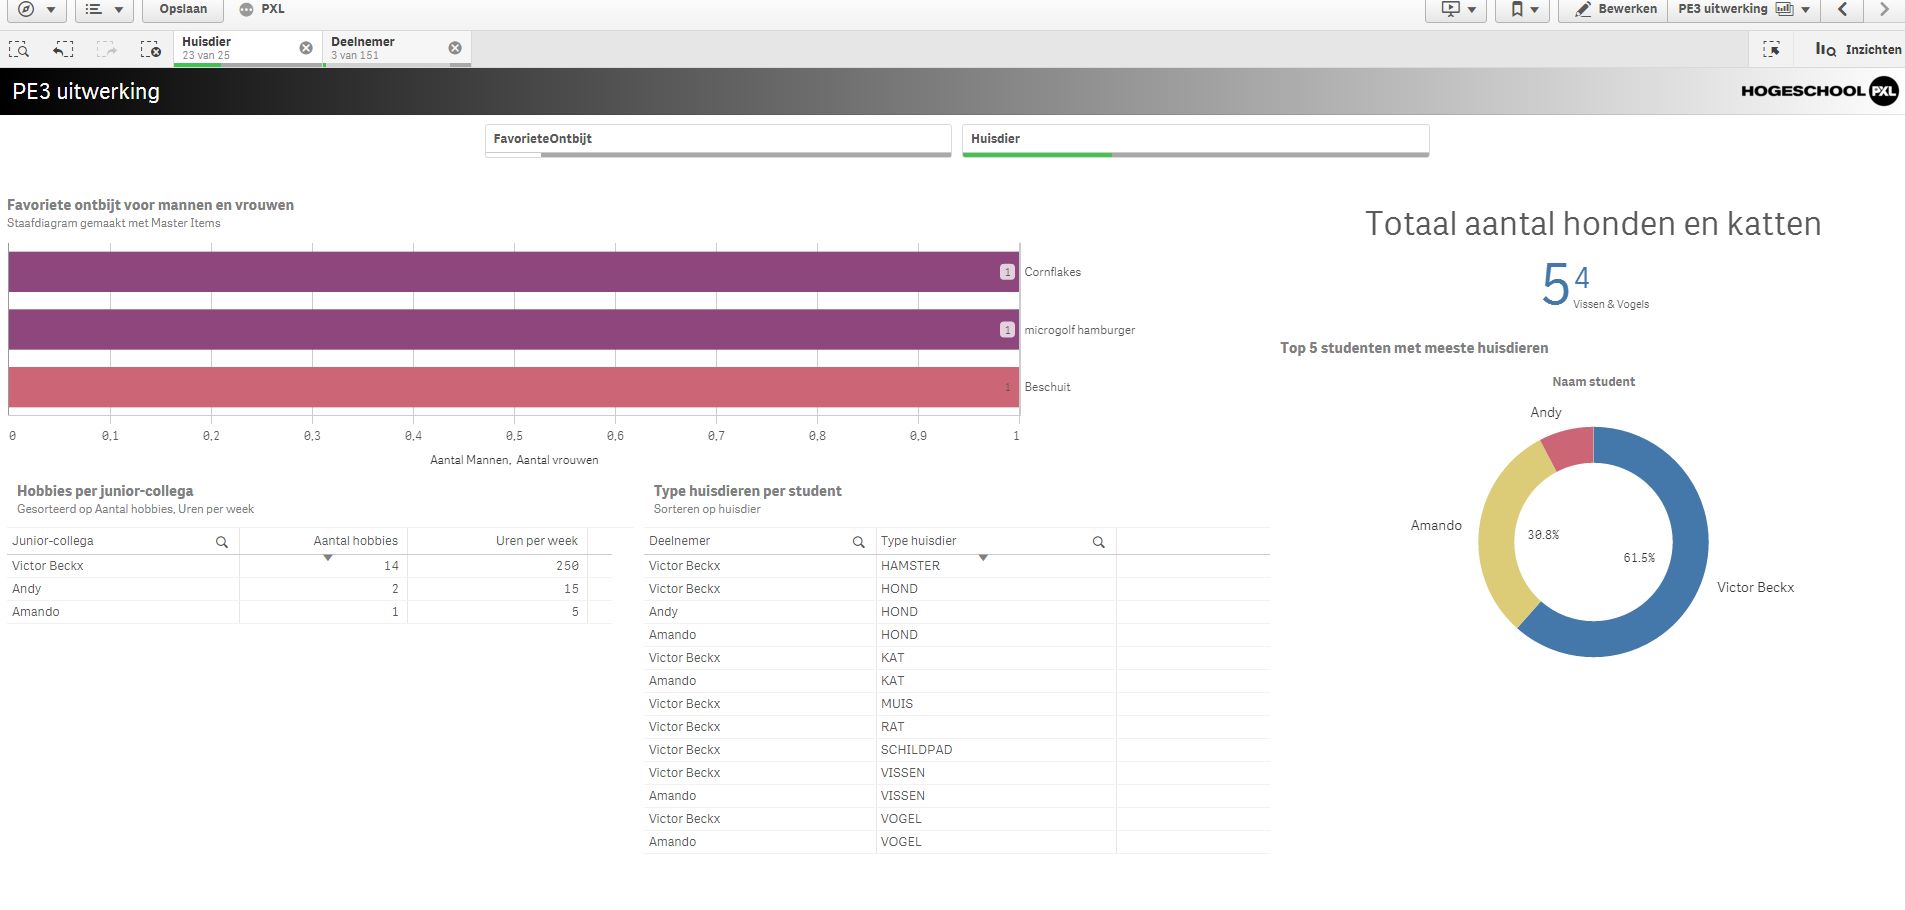 Opslaan PXL Bewerken PE3 uitwerking
Huisdier Deelnemer
23 van 25 3 van 151
Inzichten
PE3 uitwerking HOGESCHOOL PXL
FavorieteOntbijt Huisdier
Favoriete ontbijt voor mannen en vrouwen
Staafdiagram gemaakt met Master Items
1 Cornflakes
1 microgolf hamburger
1 Beschuit
0 0,1 0,2 0,3 0,4 0,5 0,6 0,7 0,8 0,9 1
Aantal Mannen, Aantal vrouwen
Totaal aantal honden en katten
5 4
Vissen & Vogels
Top 5 studenten met meeste huisdieren
Naam student
Andy
Amando
30.8%
61.5%
Victor Beckx
Hobbies per junior-collega
Gesorteerd op Aantal hobbies, Uren per week
Junior-collega Aantal hobbies Uren per week
Victor Beckx 14 250
Andy 2 15
Amando 1 5
Type huisdieren per student
Sorteren op huisdier
Deelnemer Type huisdier
Victor Beckx HAMSTER
Victor Beckx HOND
Andy HOND
Amando HOND
Victor Beckx KAT
Amando KAT
Victor Beckx MUIS
Victor Beckx RAT
Victor Beckx SCHILDPAD
Victor Beckx VISSEN
Amando VISSEN
Victor Beckx VOGEL
Amando VOGEL